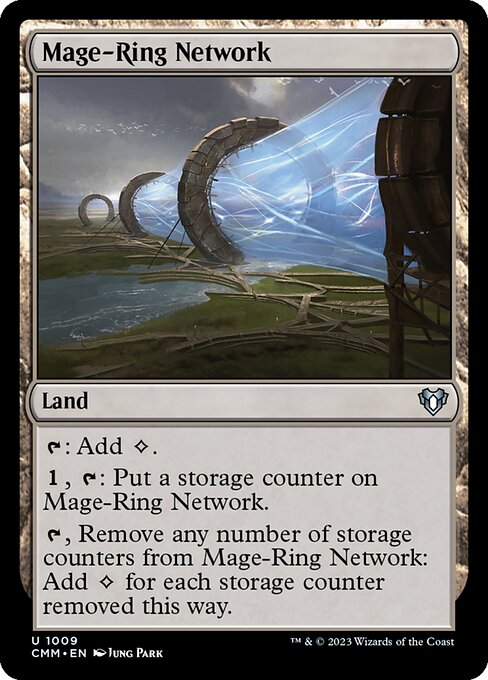 Mage-Ring Network
Land
: Add .
1 , : Put a storage counter on
Mage-Ring Network.
, Remove any number of storage
counters from Mage-Ring Network:
Add for each storage counter
removed this way.
U 1009
™ & © 2023 Wizards of the Coast
CMM • EN Jung Park